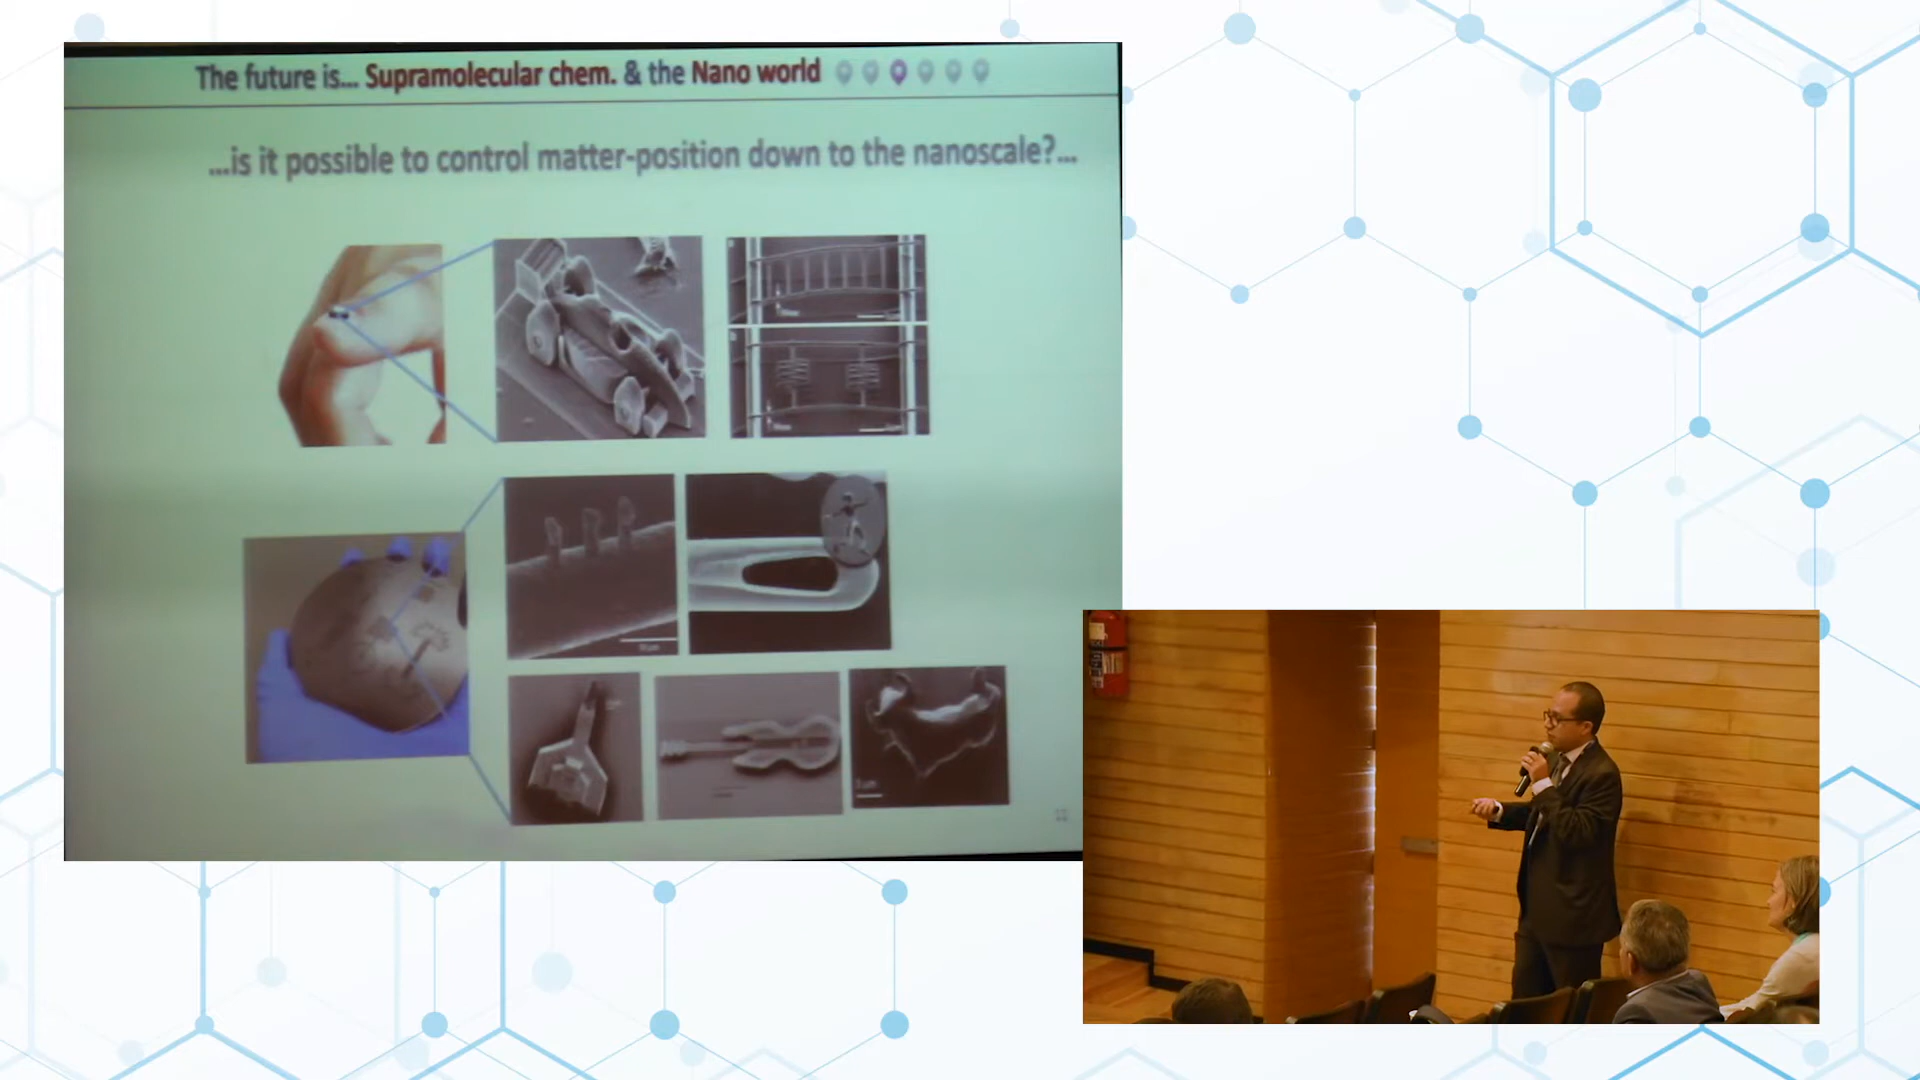 The future is... Supramolecular chem. & the Nano world
...is it possible to control matter-position down to the nanoscale?...